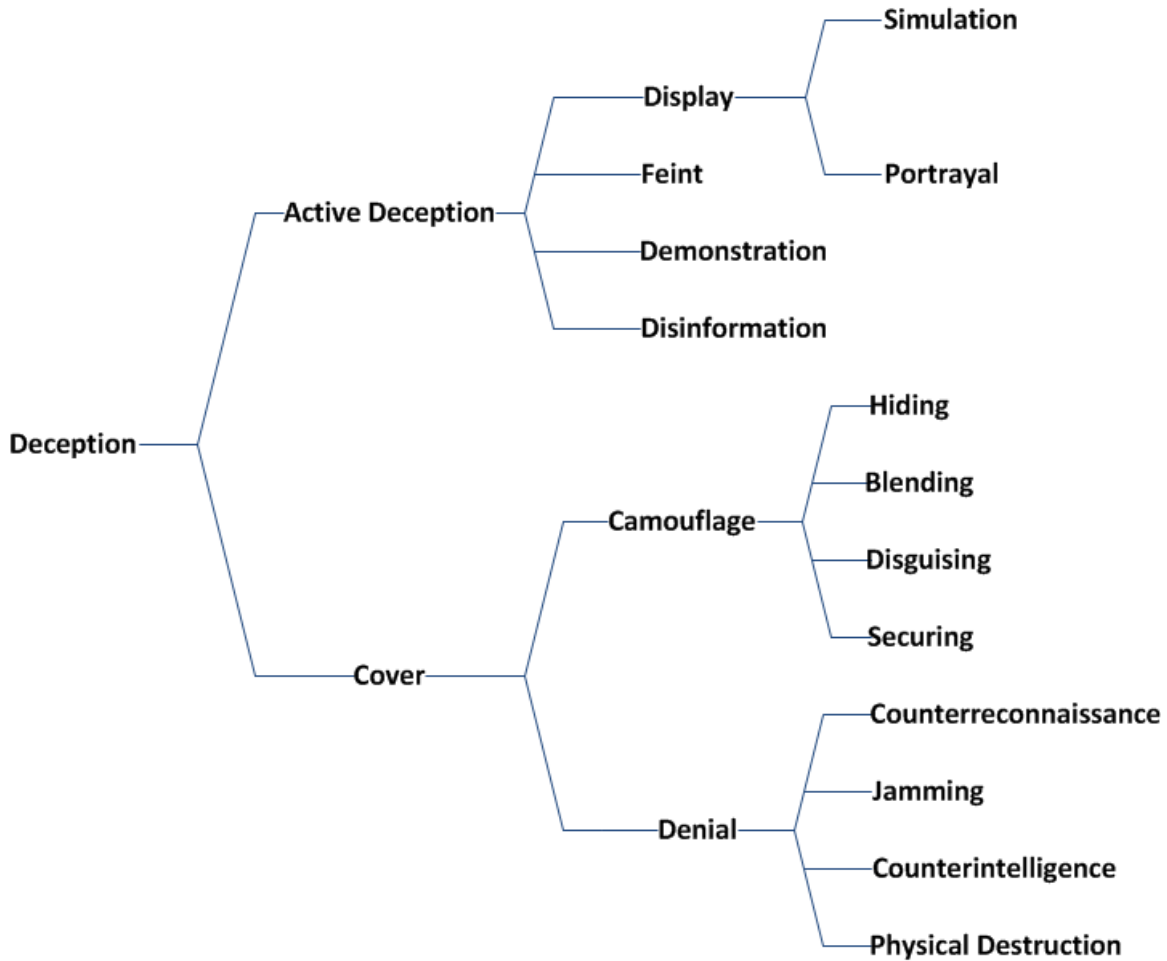 Deception
Active Deception
Display
Simulation
Portrayal
Feint
Demonstration
Disinformation
Cover
Camouflage
Hiding
Blending
Disguising
Securing
Denial
Counterreconnaissance
Jamming
Counterintelligence
Physical Destruction